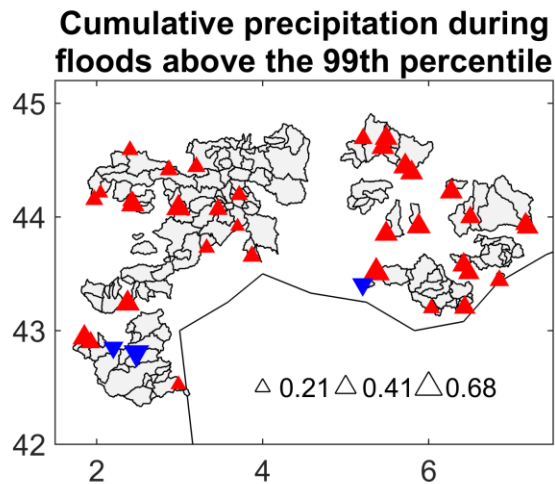 Cumulative precipitation during
floods above the 99th percentile
45
44
43
42
0.21 0.41 0.68
2 4 6